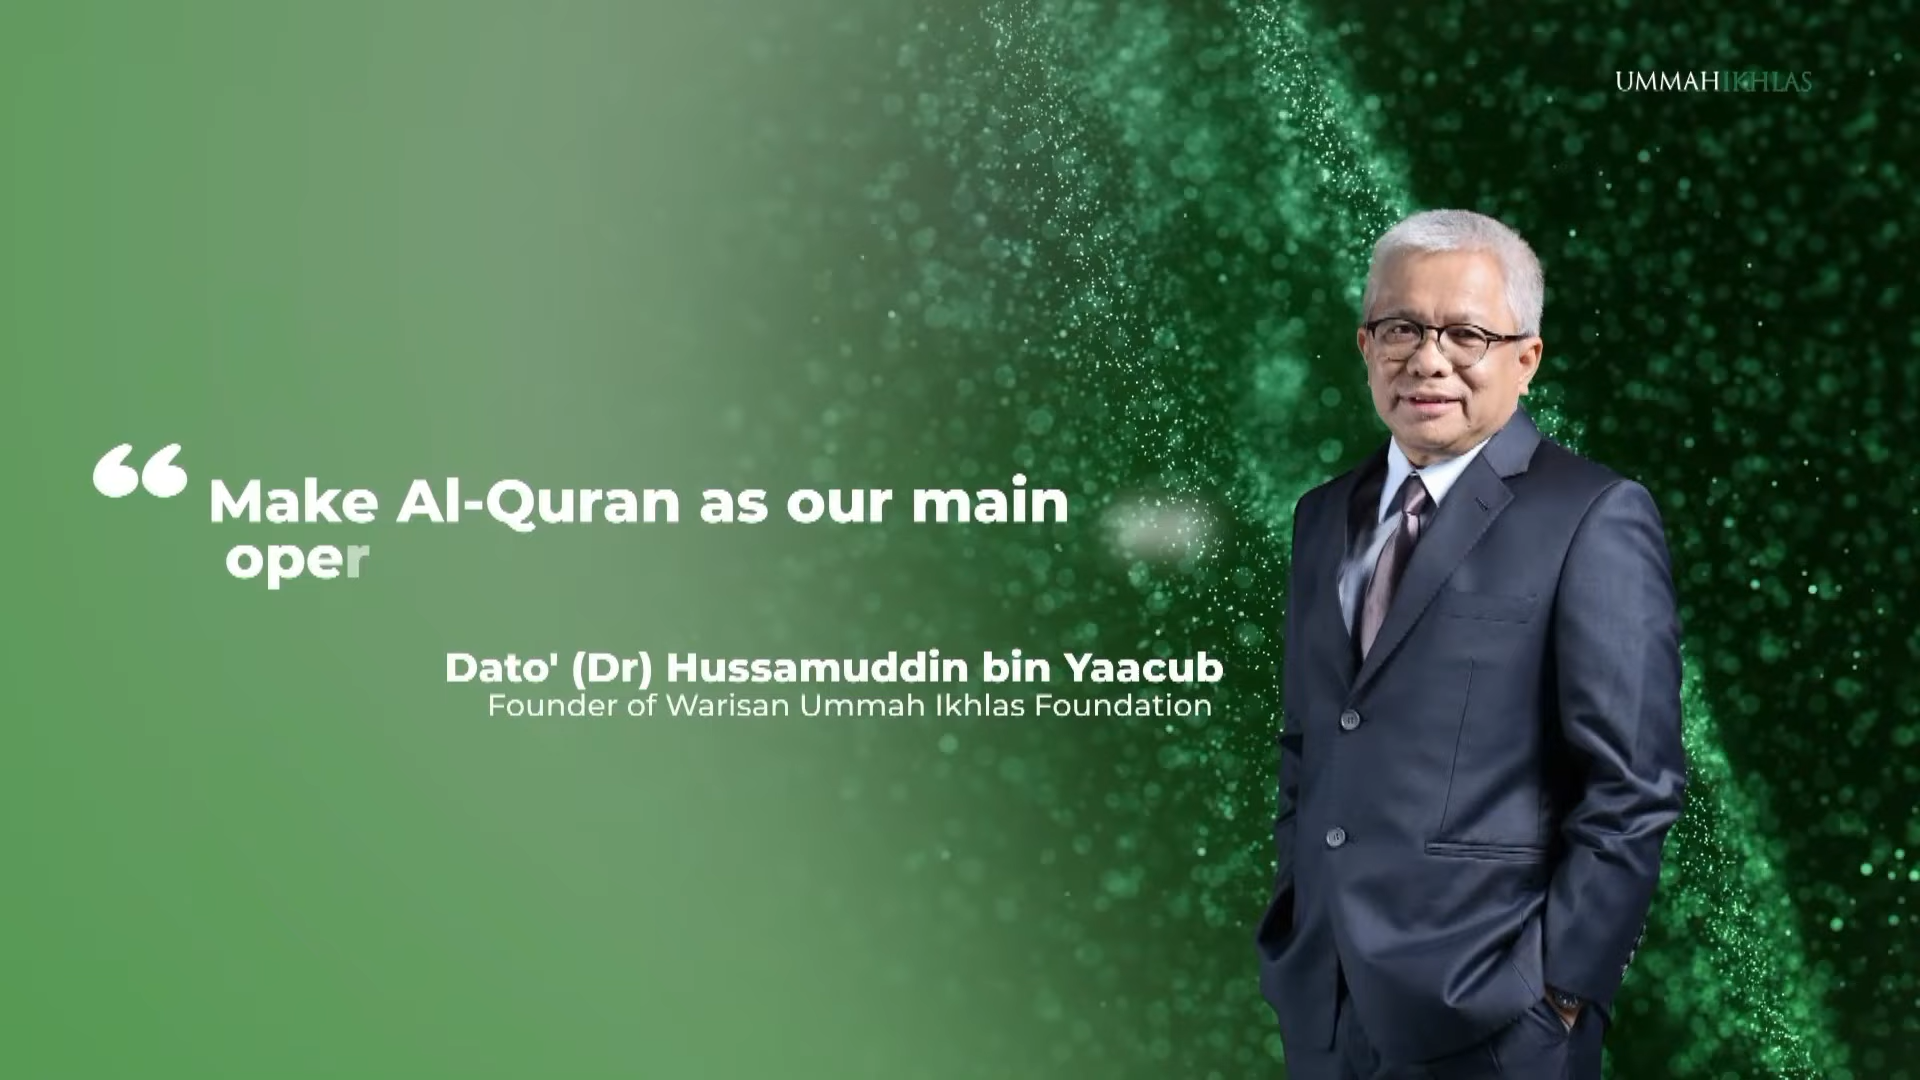 UMMAHIKHLAS
“ Make Al-Quran as our main
oper
Dato' (Dr) Hussamuddin bin Yaacub
Founder of Warisan Ummah Ikhlas Foundation